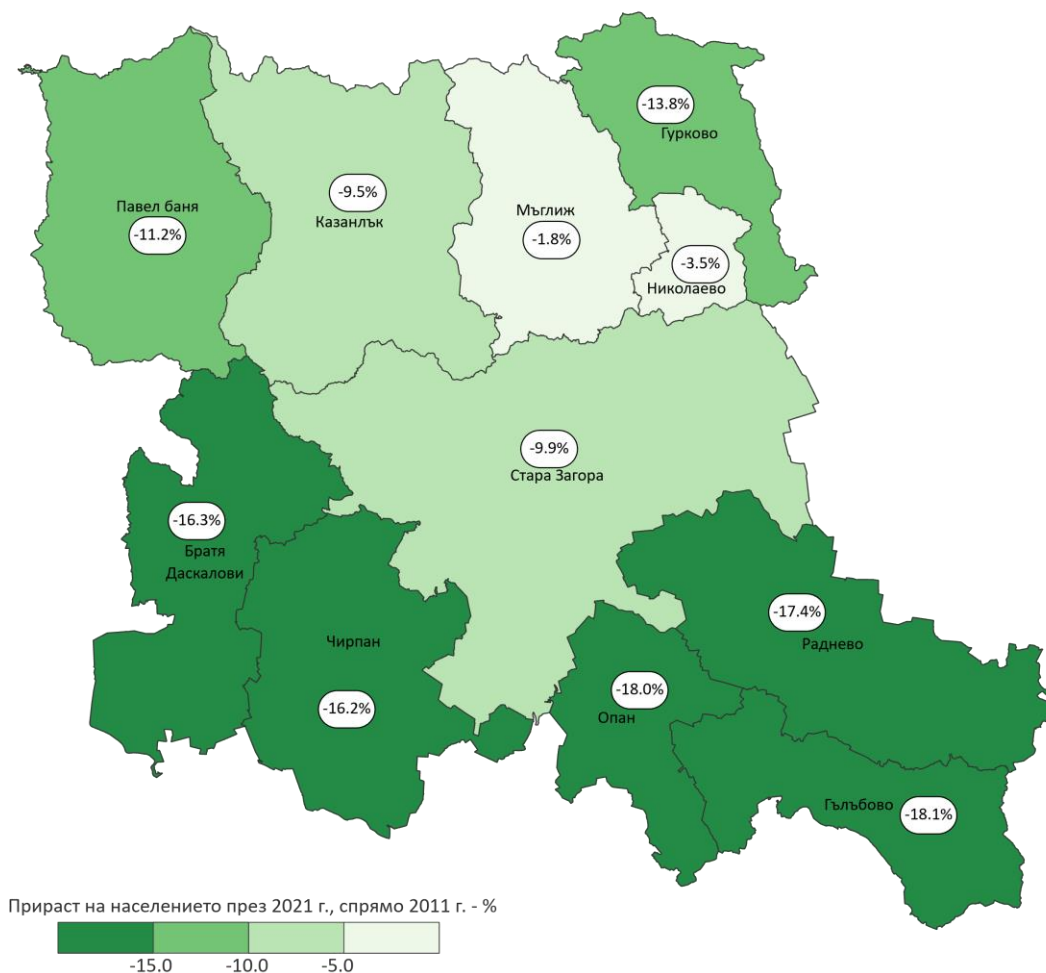 -13.8%
Гурково
-9.5%
Казанлък
Павел баня
-11.2%
Мъглиж
-1.8%
-3.5%
Николаево
-9.9%
Стара Загора
-16.3%
Братя
Даскалови
-17.4%
Раднево
Чирпан
-16.2%
-18.0%
Опан
Гълъбово
-18.1%
Прираст на населението през 2021 г., спрямо 2011 г. - %
-15.0 -10.0 -5.0